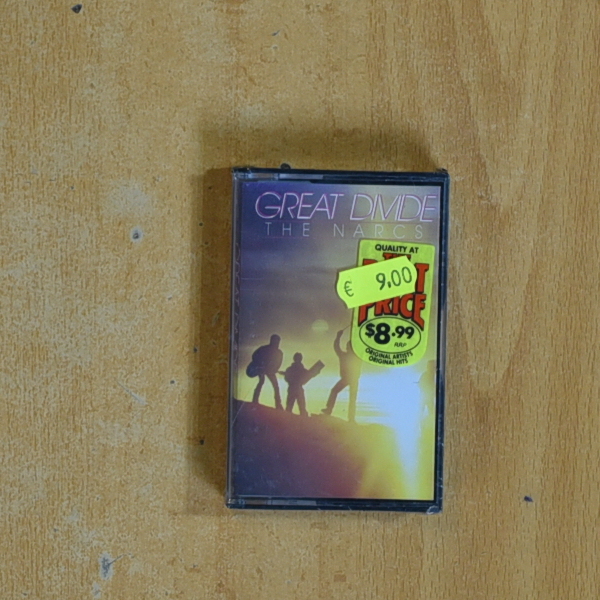 GREAT DIVIDE
THE NARCS
QUALITY AT
€ 9,00
PRICE
$8.99
RRP
ORIGINAL ARTISTS
ORIGINAL HITS